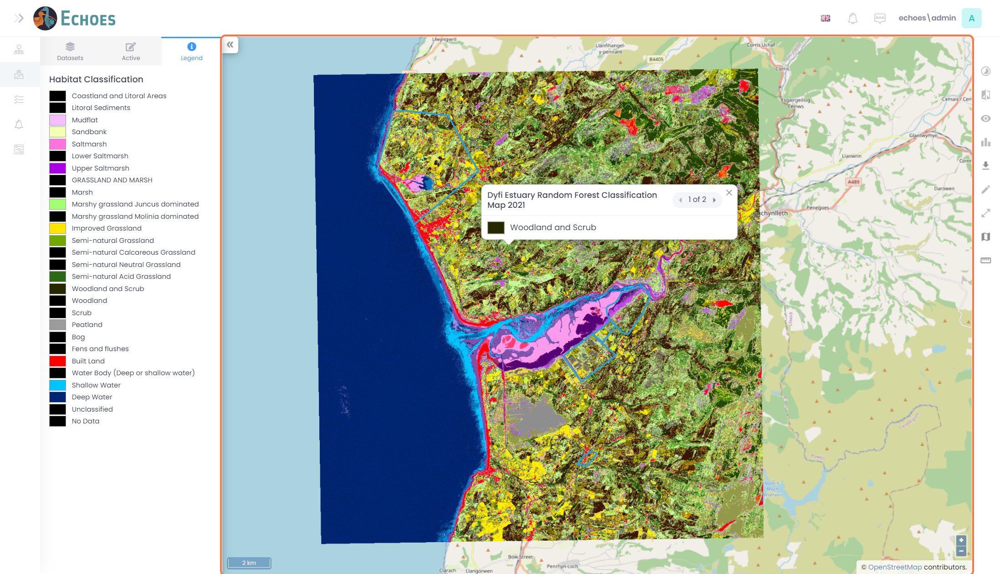 ECHOES
echoes\admin
A
Datasets
Active
Legend
Habitat Classification
Coastland and Litoral Areas
Litoral Sediments
Mudflat
Sandbank
Saltmarsh
Lower Saltmarsh
Upper Saltmarsh
GRASSLAND AND MARSH
Marsh
Marshy grassland Juncus dominated
Marshy grassland Molinia dominated
Improved Grassland
Semi-natural Grassland
Semi-natural Calcareous Grassland
Semi-natural Neutral Grassland
Semi-natural Acid Grassland
Woodland and Scrub
Woodland
Scrub
Peatland
Bog
Fens and flushes
Built Land
Water Body (Deep or shallow water)
Shallow Water
Deep Water
Unclassified
No Data
Llwyngwril
Llanfihangel-
y-pennant
B4405
Corris Uchaf
Gwynedd
Corris
Esgairgeiliog
Ceinws
Cemais / Cem
Glantwymyn
Llanwrin
Comm
A489
Darowen
Penegoes
chynlleth
Dyfi Estuary Random Forest Classification
Map 2021
1 of 2
Woodland and Scrub
Powys
Ceredigion
Powys
Nant-Y-
Moch
Reservoir
Bow Street
Penrhyn-coch
Clarach
Llangorwen
2 km
+
−
© OpenStreetMap contributors.